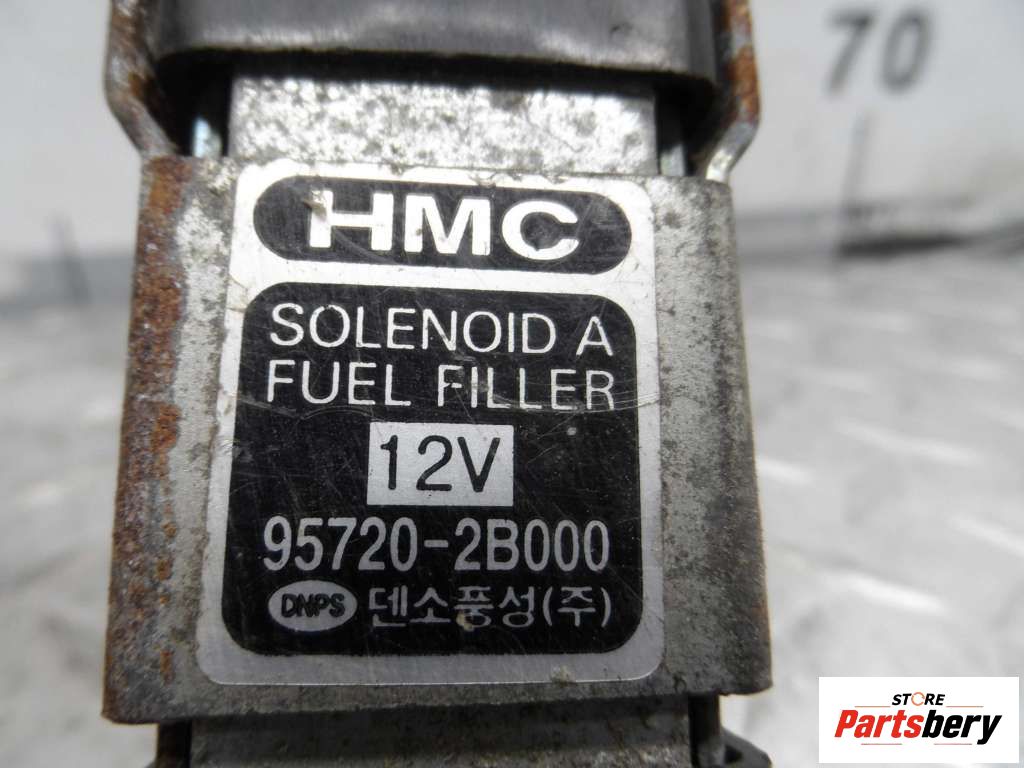 70
HMC
SOLENOID A
FUEL FILLER
12V
95720-2B000
DNPS 덴소풍성(주)
STORE
Partsbery